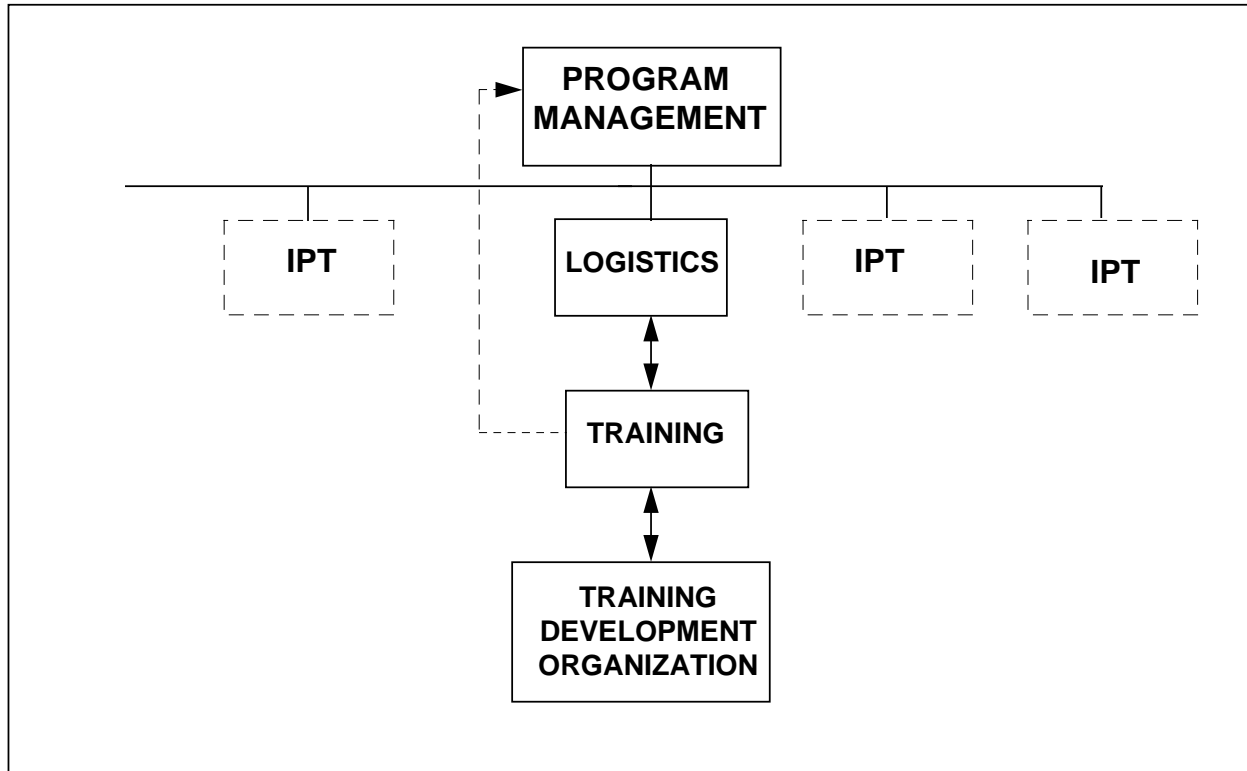 PROGRAM
MANAGEMENT
IPT
LOGISTICS
IPT
IPT
TRAINING
TRAINING
DEVELOPMENT
ORGANIZATION